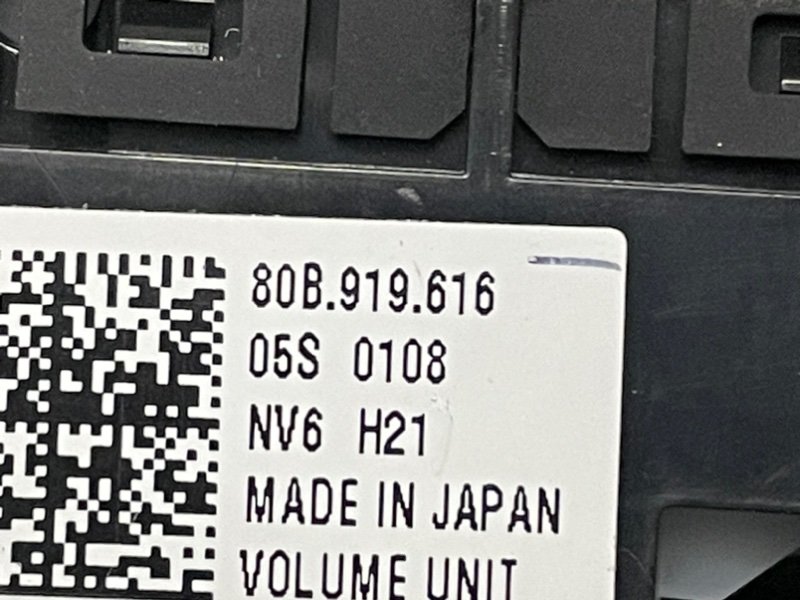 80B.919.616
05S 0108
NV6 H21
MADE IN JAPAN
VOLUME UNIT